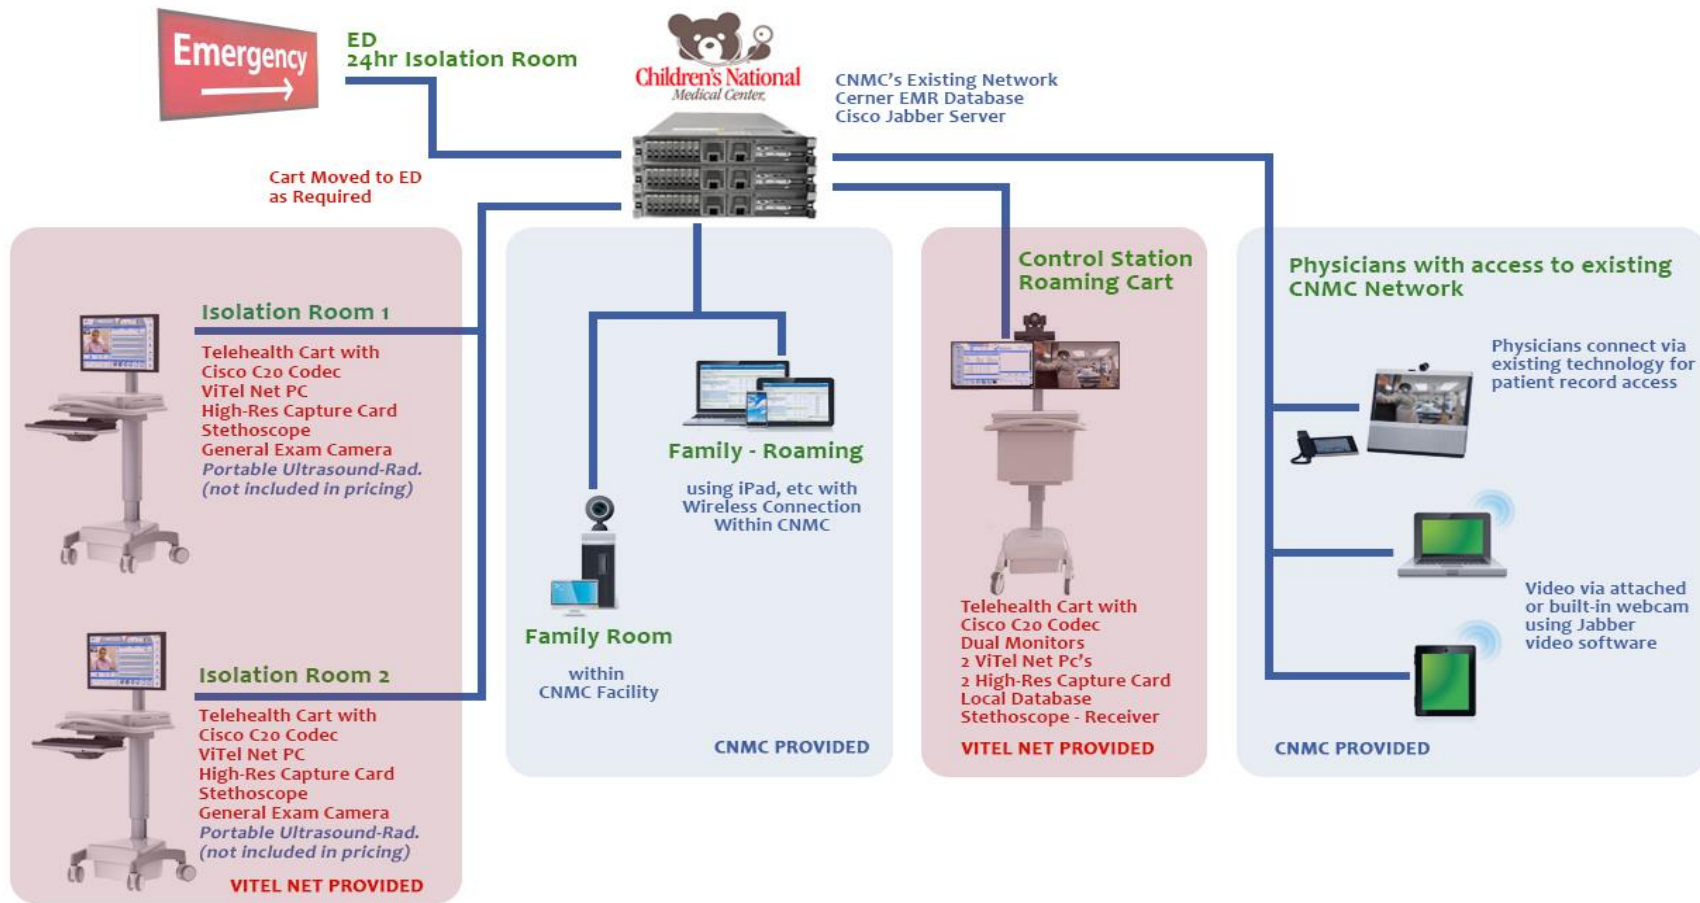 Emergency
ED
24hr Isolation Room
Children's National
Medical Center.
CNMC's Existing Network
Cerner EMR Database
Cisco Jabber Server
Cart Moved to ED
as Required
Isolation Room 1
Telehealth Cart with
Cisco C20 Codec
ViTel Net PC
High-Res Capture Card
Stethoscope
General Exam Camera
Portable Ultrasound-Rad.
(not included in pricing)
Isolation Room 2
Telehealth Cart with
Cisco C20 Codec
ViTel Net PC
High-Res Capture Card
Stethoscope
General Exam Camera
Portable Ultrasound-Rad.
(not included in pricing)
VITEL NET PROVIDED
Family - Roaming
using iPad, etc with
Wireless Connection
Within CNMC
Family Room
within
CNMC Facility
CNMC PROVIDED
Control Station
Roaming Cart
Telehealth Cart with
Cisco C20 Codec
Dual Monitors
2 ViTel Net Pc's
2 High-Res Capture Card
Local Database
Stethoscope - Receiver
VITEL NET PROVIDED
Physicians with access to existing
CNMC Network
Physicians connect via
existing technology for
patient record access
Video via attached
or built-in webcam
using Jabber
video software
CNMC PROVIDED